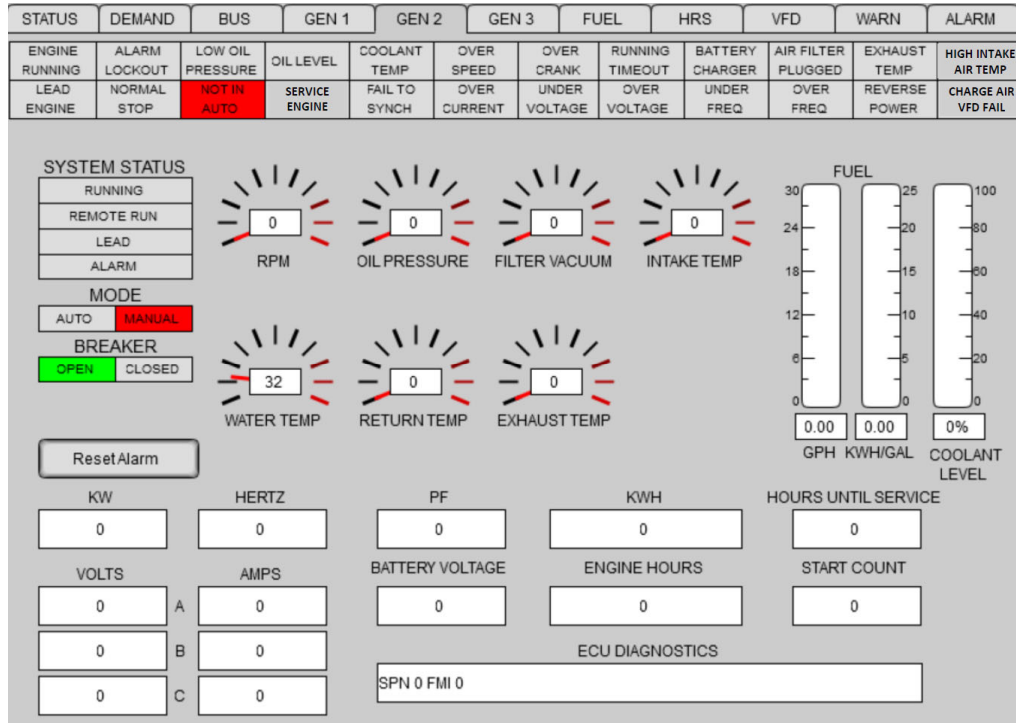 STATUS DEMAND BUS GEN 1 GEN 2 GEN 3 FUEL HRS VFD WARN ALARM
ENGINE RUNNING ALARM LOCKOUT LOW OIL PRESSURE OIL LEVEL COOLANT TEMP OVER SPEED OVER CRANK RUNNING TIMEOUT BATTERY CHARGER AIR FILTER PLUGGED EXHAUST TEMP HIGH INTAKE AIR TEMP
LEAD ENGINE NORMAL STOP NOT IN AUTO SERVICE ENGINE FAIL TO SYNCH OVER CURRENT UNDER VOLTAGE OVER VOLTAGE UNDER FREQ OVER FREQ REVERSE POWER CHARGE AIR VFD FAIL
SYSTEM STATUS
RUNNING
REMOTE RUN
LEAD
ALARM
MODE
AUTO MANUAL
BREAKER
OPEN CLOSED
0 0 0 0
RPM OIL PRESSURE FILTER VACUUM INTAKE TEMP
32 0 0
WATER TEMP RETURN TEMP EXHAUST TEMP
FUEL
30 25 100
24 20 80
18 15 60
12 10 40
6 5 20
0 0 0
0.00 0.00 0%
GPH KWH/GAL COOLANT LEVEL
ResetAlarm
KW HERTZ PF KWH HOURS UNTIL SERVICE
0 0 0 0 0
VOLTS AMPS BATTERY VOLTAGE ENGINE HOURS START COUNT
0 A 0 0 0 0
0 B 0
ECU DIAGNOSTICS
0 C 0
SPN 0 FMI 0